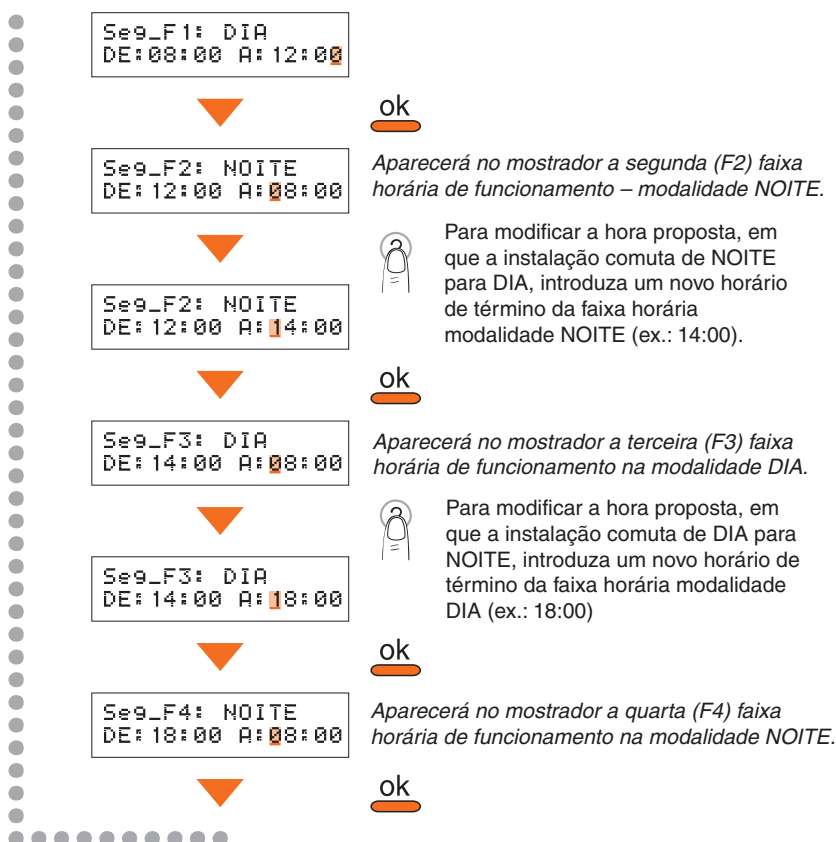 Seg_F1: DIA
DE:08:00 A:12:00
ok
Seg_F2: NOITE
DE:12:00 A:08:00
Aparecerá no mostrador a segunda (F2) faixa
horária de funcionamento – modalidade NOITE.
Para modificar a hora proposta, em
que a instalação comuta de NOITE
para DIA, introduza um novo horário
de término da faixa horária
modalidade NOITE (ex.: 14:00).
Seg_F2: NOITE
DE:12:00 A:14:00
ok
Seg_F3: DIA
DE:14:00 A:08:00
Aparecerá no mostrador a terceira (F3) faixa
horária de funcionamento na modalidade DIA.
Para modificar a hora proposta, em
que a instalação comuta de DIA para
NOITE, introduza um novo horário de
término da faixa horária modalidade
DIA (ex.: 18:00)
Seg_F3: DIA
DE:14:00 A:18:00
ok
Seg_F4: NOITE
DE:18:00 A:08:00
Aparecerá no mostrador a quarta (F4) faixa
horária de funcionamento na modalidade NOITE.
ok